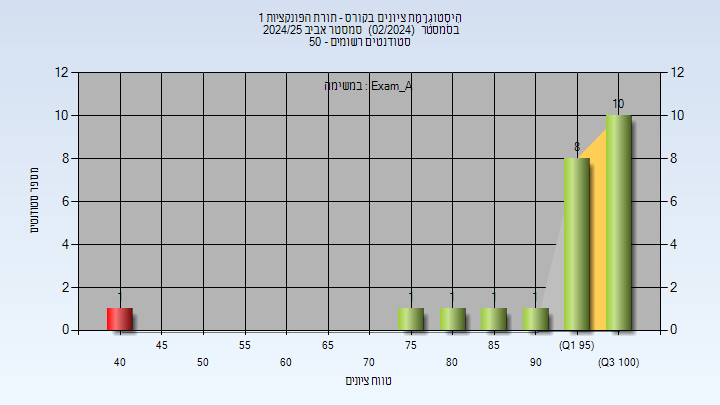 היסטוגרמת ציונים בקורס - תורת הפונקציות 1
בסמסטר (02/2024) סמסטר אביב 2024/25
סטודנטים רשומים - 50
במשימה : Exam_A
מספר סטודנטים
12 10 8 6 4 2 0
12 10 8 6 4 2 0
1 1 1 1 1 8 10
45 55 65 75 85 (Q1 95)
40 50 60 70 80 90 (Q3 100)
טווח ציונים